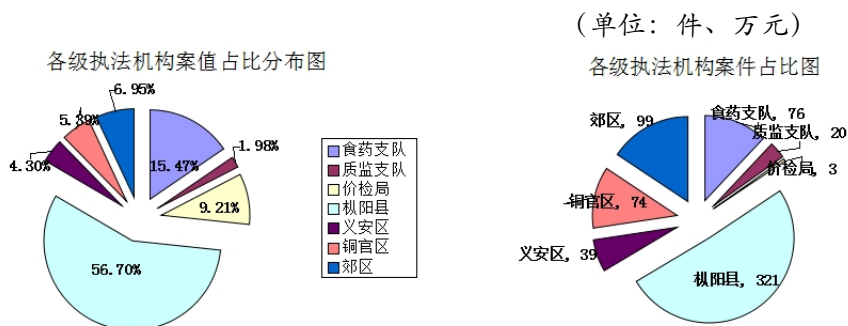 (单位：件、万元)
各级执法机构案值占比分布图
6.95%
5.39%
4.30%
15.47%
1.98%
9.21%
56.70%
食药支队
质监支队
价检局
枞阳县
义安区
铜官区
郊区
各级执法机构案件占比图
食药支队, 76
质监支队, 20
价检局, 3
郊区, 99
铜官区, 74
义安区, 39
枞阳县, 321